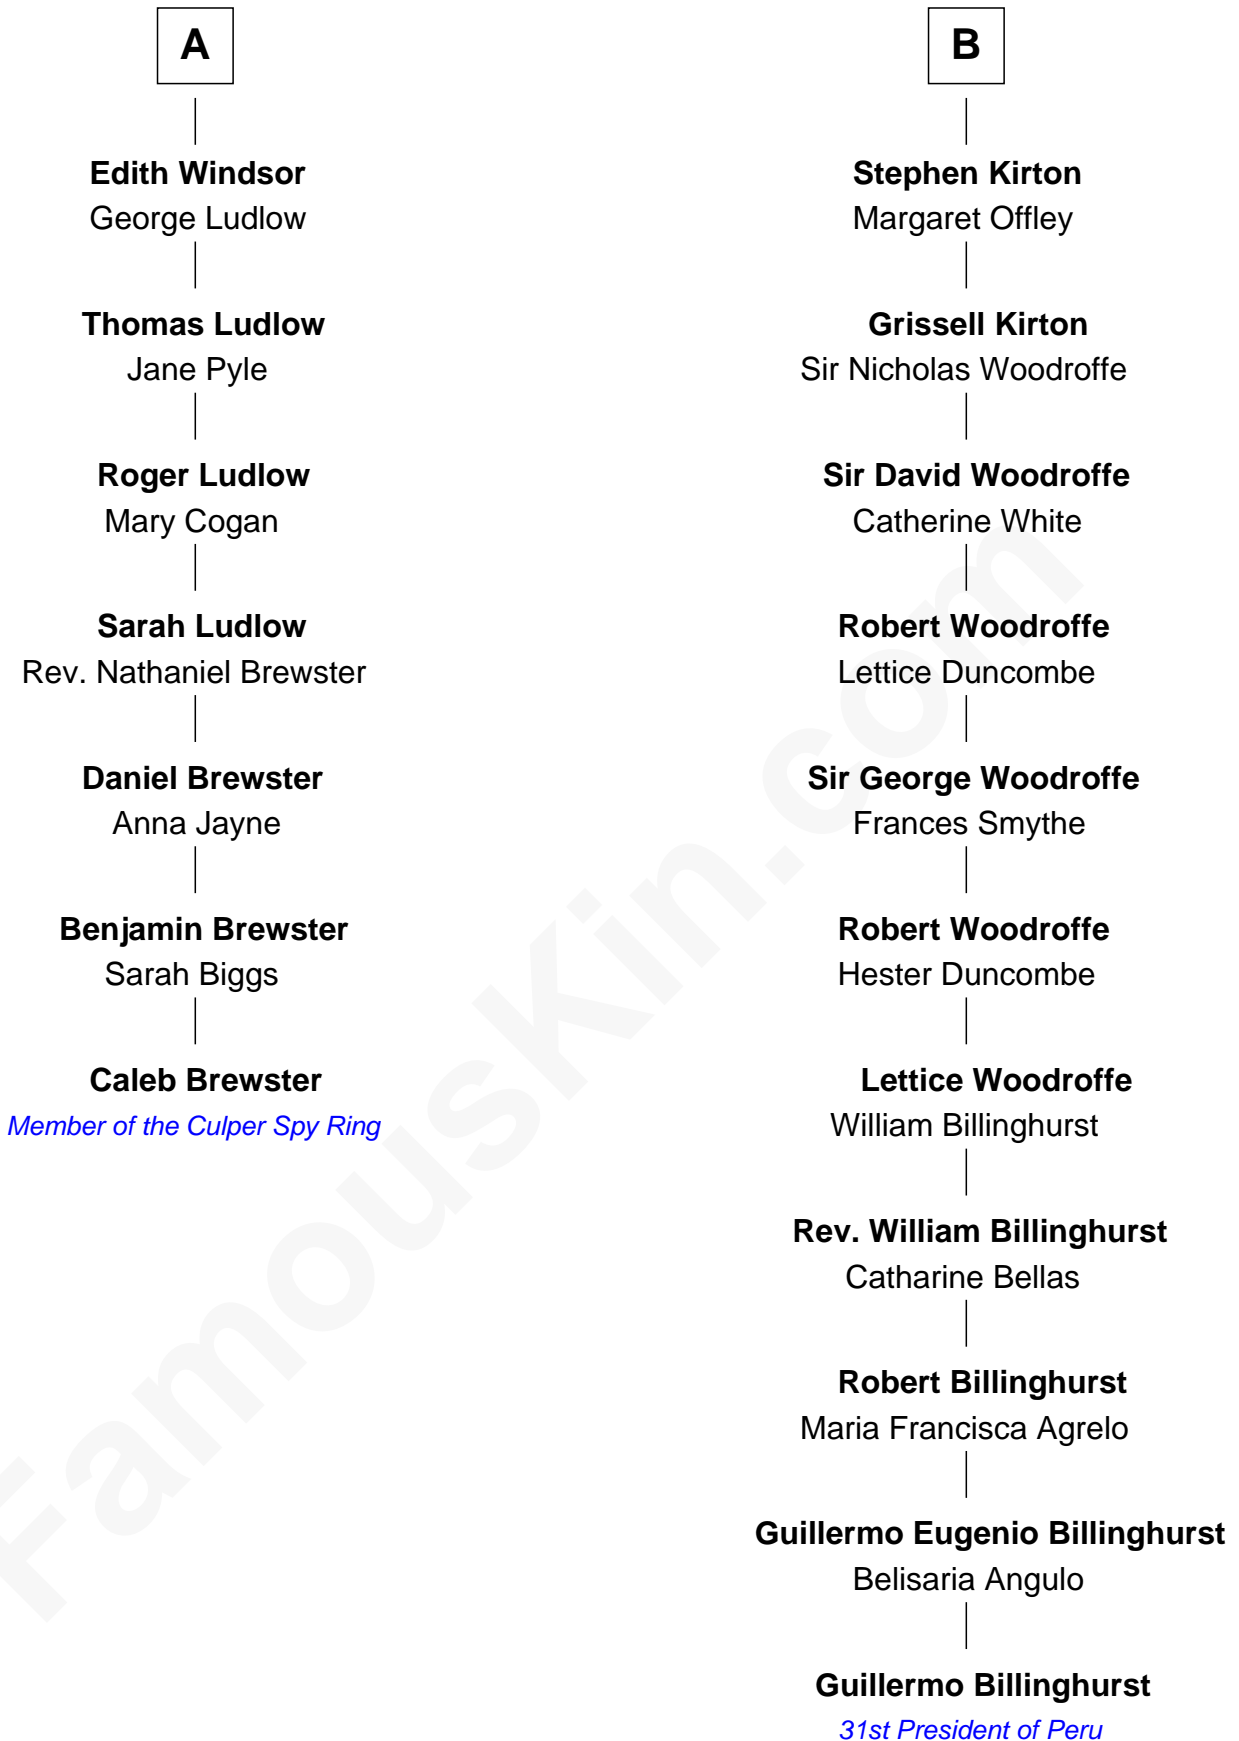 A
Edith Windsor
George Ludlow
Thomas Ludlow
Jane Pyle
Roger Ludlow
Mary Cogan
Sarah Ludlow
Rev. Nathaniel Brewster
Daniel Brewster
Anna Jayne
Benjamin Brewster
Sarah Biggs
Caleb Brewster
Member of the Culper Spy Ring
B
Stephen Kirton
Margaret Offley
Grissell Kirton
Sir Nicholas Woodroffe
Sir David Woodroffe
Catherine White
Robert Woodroffe
Lettice Duncombe
Sir George Woodroffe
Frances Smythe
Robert Woodroffe
Hester Duncombe
Lettice Woodroffe
William Billinghurst
Rev. William Billinghurst
Catharine Bellas
Robert Billinghurst
Maria Francisca Agrelo
Guillermo Eugenio Billinghurst
Belisaria Angulo
Guillermo Billinghurst
31st President of Peru
FamousKin.com